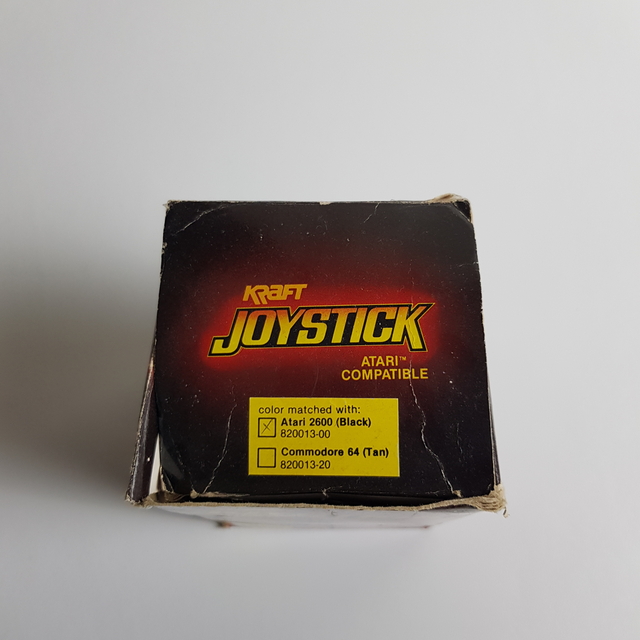 KRAFT
JOYSTICK
ATARI™
COMPATIBLE
color matched with:
Atari 2600 (Black)
820013-00
Commodore 64 (Tan)
820013-20